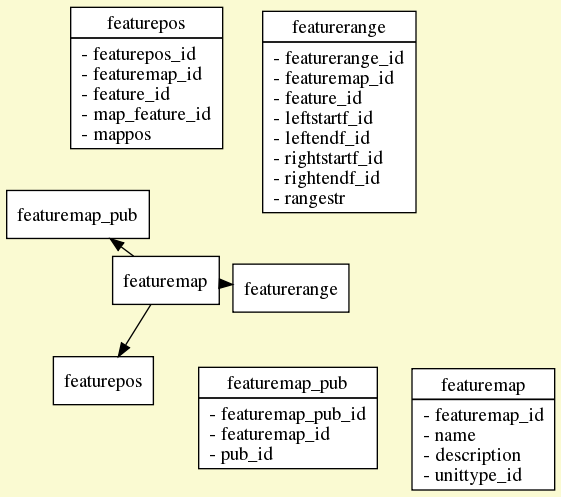 featurepos
- featurepos_id
- featuremap_id
- feature_id
- map_feature_id
- mappos
featurerange
- featurerange_id
- featuremap_id
- feature_id
- leftstartf_id
- leftendf_id
- rightstartf_id
- rightendf_id
- rangestr
featuremap_pub
featuremap
featurerange
featurepos
featuremap_pub
- featuremap_pub_id
- featuremap_id
- pub_id
featuremap
- featuremap_id
- name
- description
- unittype_id